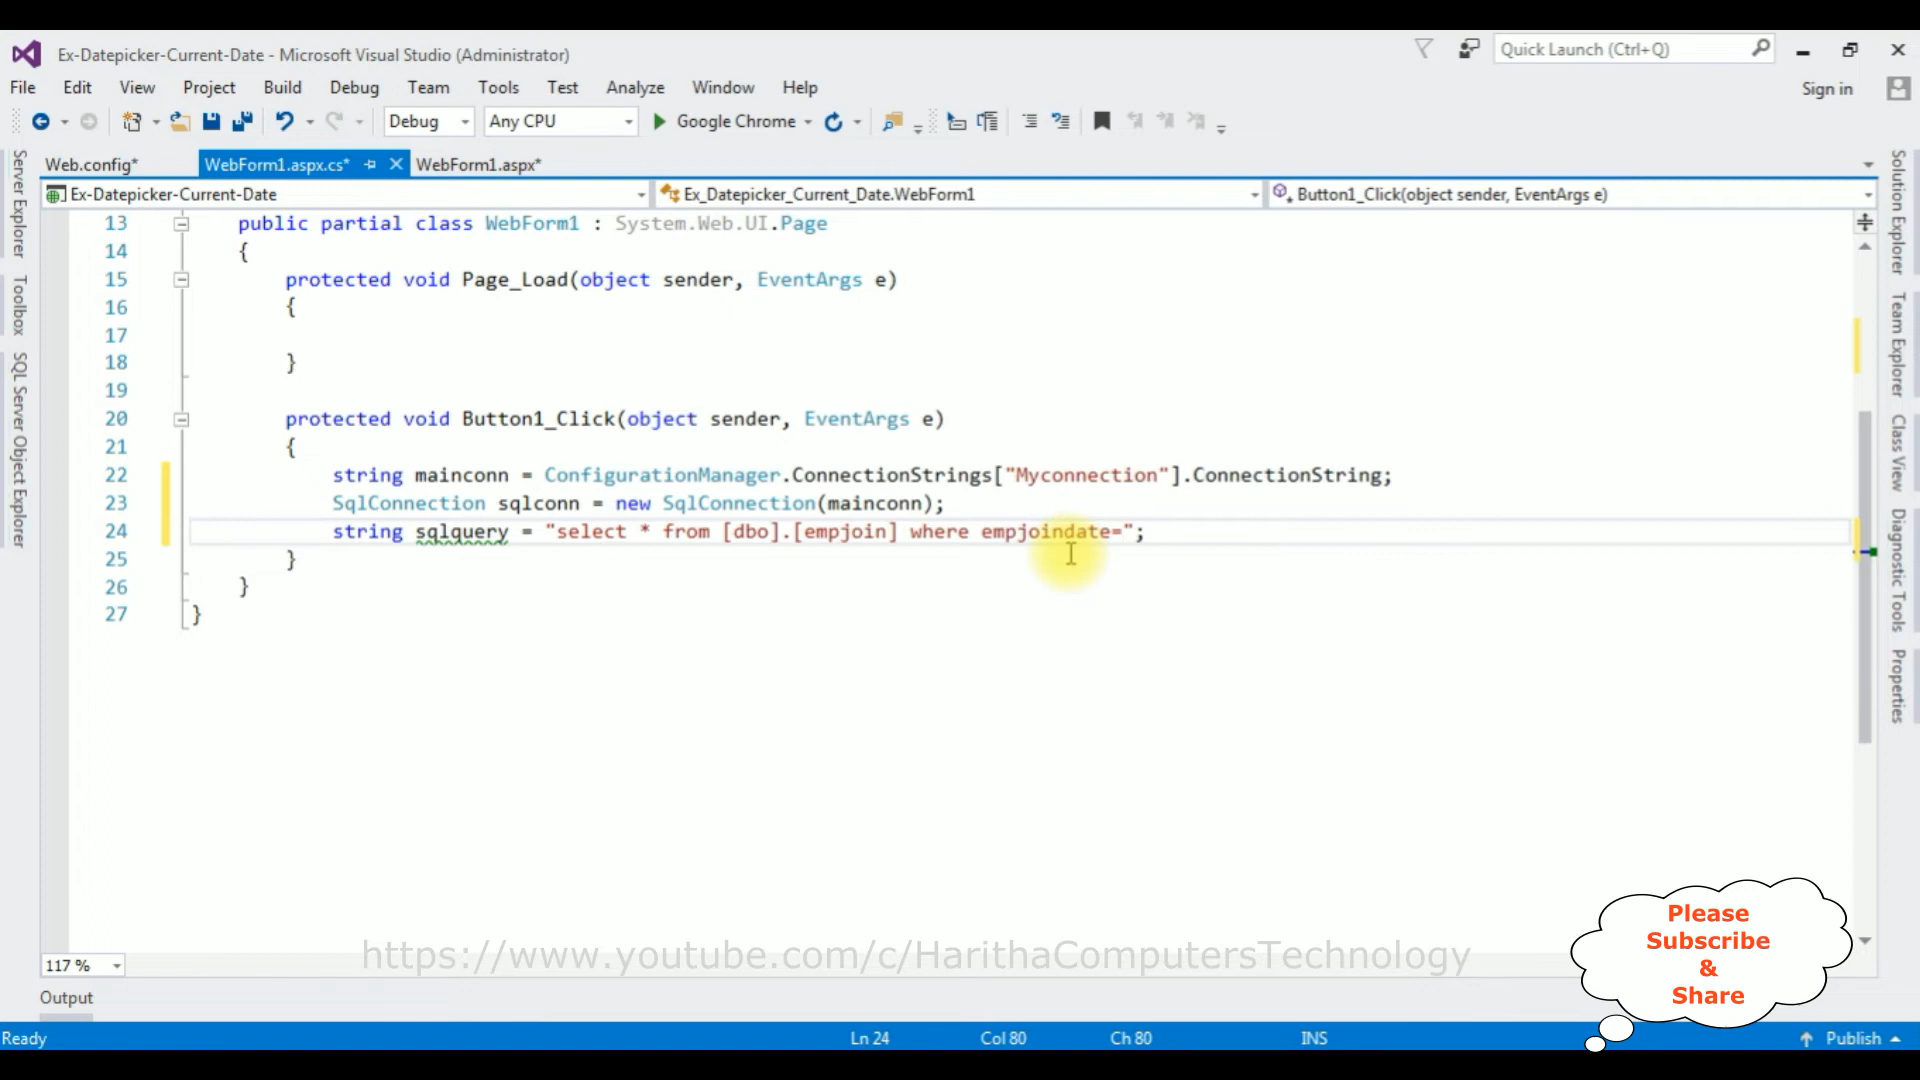 Ex-Datepicker-Current-Date - Microsoft Visual Studio (Administrator)
Quick Launch (Ctrl+Q)
File Edit View Project Build Debug Team Tools Test Analyze Window Help
Sign in
Debug Any CPU Google Chrome
Web.config* WebForm1.aspx.cs* WebForm1.aspx*
Ex-Datepicker-Current-Date Ex_Datepicker_Current_Date.WebForm1 Button1_Click(object sender, EventArgs e)
Server Explorer
Toolbox
SQL Server Object Explorer
13 public partial class WebForm1 : System.Web.UI.Page
14 {
15 protected void Page_Load(object sender, EventArgs e)
16 {
17
18 }
19
20 protected void Button1_Click(object sender, EventArgs e)
21 {
22 string mainconn = ConfigurationManager.ConnectionStrings["Myconnection"].ConnectionString;
23 SqlConnection sqlconn = new SqlConnection(mainconn);
24 string sqlquery = "select * from [dbo].[empjoin] where empjoindate=";
25 }
26 }
27 }
Solution Explorer
Team Explorer
Class View
Diagnostic Tools
Properties
Please
Subscribe
&
Share
https://www.youtube.com/c/HarithaComputersTechnology
117 %
Output
Ready Ln 24 Col 80 Ch 80 INS Publish